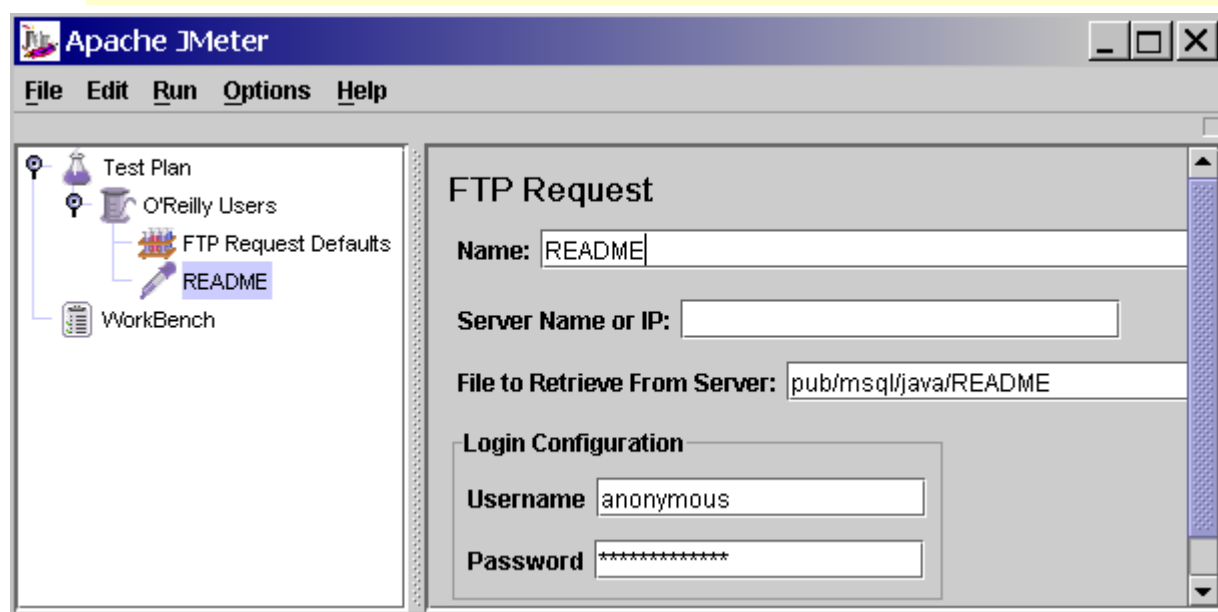 Apache JMeter
File Edit Run Options Help
Test Plan
O'Reilly Users
FTP Request Defaults
README
WorkBench
FTP Request
Name: README
Server Name or IP:
File to Retrieve From Server: pub/msql/java/README
Login Configuration
Username anonymous
Password *************